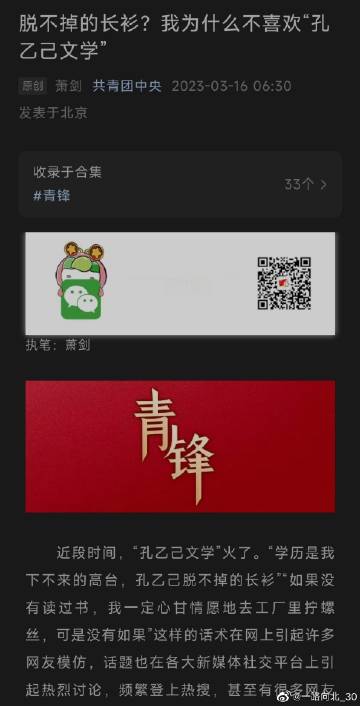 脱不掉的长衫？我为什么不喜欢“孔
乙己文学”
原创 萧剑 共青团中央 2023-03-16 06:30
发表于北京
收录于合集
#青锋
33个
执笔：萧剑
青锋
近段时间，“孔乙己文学”火了。“学历是我
下不来的高台，孔乙己脱不掉的长衫”“如果没
有读过书，我一定心甘情愿地去工厂里拧螺
丝，可是没有如果”这样的话术在网上引起许多
网友模仿，话题也在各大新媒体社交平台上引
起热烈讨论，频繁登上热搜，甚至有很多网友
@一路向北_30